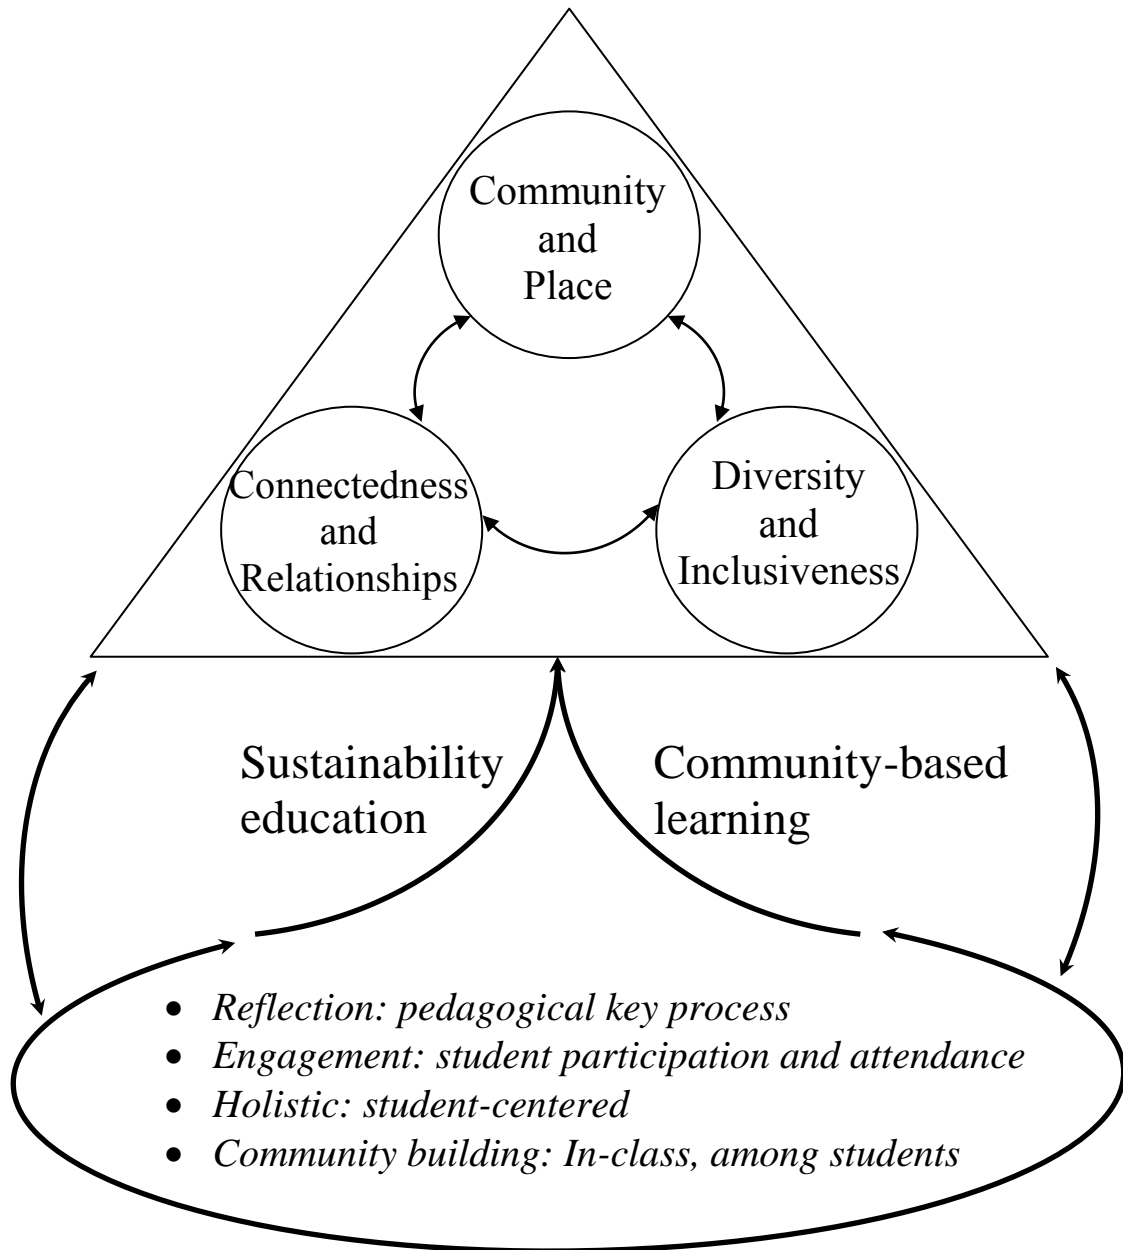 Community
and
Place
Connectedness
and
Relationships
Diversity
and
Inclusiveness
Sustainability
education
Community-based
learning
• Reflection: pedagogical key process
• Engagement: student participation and attendance
• Holistic: student-centered
• Community building: In-class, among students